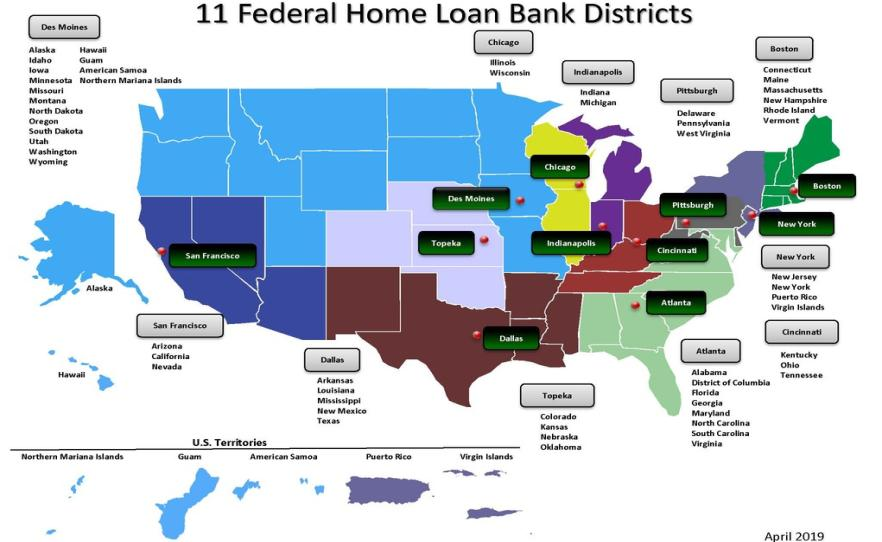 11 Federal Home Loan Bank Districts
Des Moines
Alaska Hawaii
Idaho Guam
Iowa American Samoa
Minnesota Northern Mariana Islands
Missouri
Montana
North Dakota
Oregon
South Dakota
Utah
Washington
Wyoming
Chicago
Illinois
Wisconsin
Indianapolis
Indiana
Michigan
Pittsburgh
Delaware
Pennsylvania
West Virginia
Boston
Connecticut
Maine
Massachusetts
New Hampshire
Rhode Island
Vermont
Chicago
Des Moines
Topeka
Indianapolis
San Francisco
Pittsburgh
Boston
New York
Cincinnati
Atlanta
Dallas
Alaska
Hawaii
New York
New Jersey
New York
Puerto Rico
Virgin Islands
San Francisco
Arizona
California
Nevada
Dallas
Arkansas
Louisiana
Mississippi
New Mexico
Texas
Topeka
Colorado
Kansas
Nebraska
Oklahoma
Atlanta
Alabama
District of Columbia
Florida
Georgia
Maryland
North Carolina
South Carolina
Virginia
Cincinnati
Kentucky
Ohio
Tennessee
U.S. Territories
Northern Mariana Islands
Guam
American Samoa
Puerto Rico
Virgin Islands
April 2019